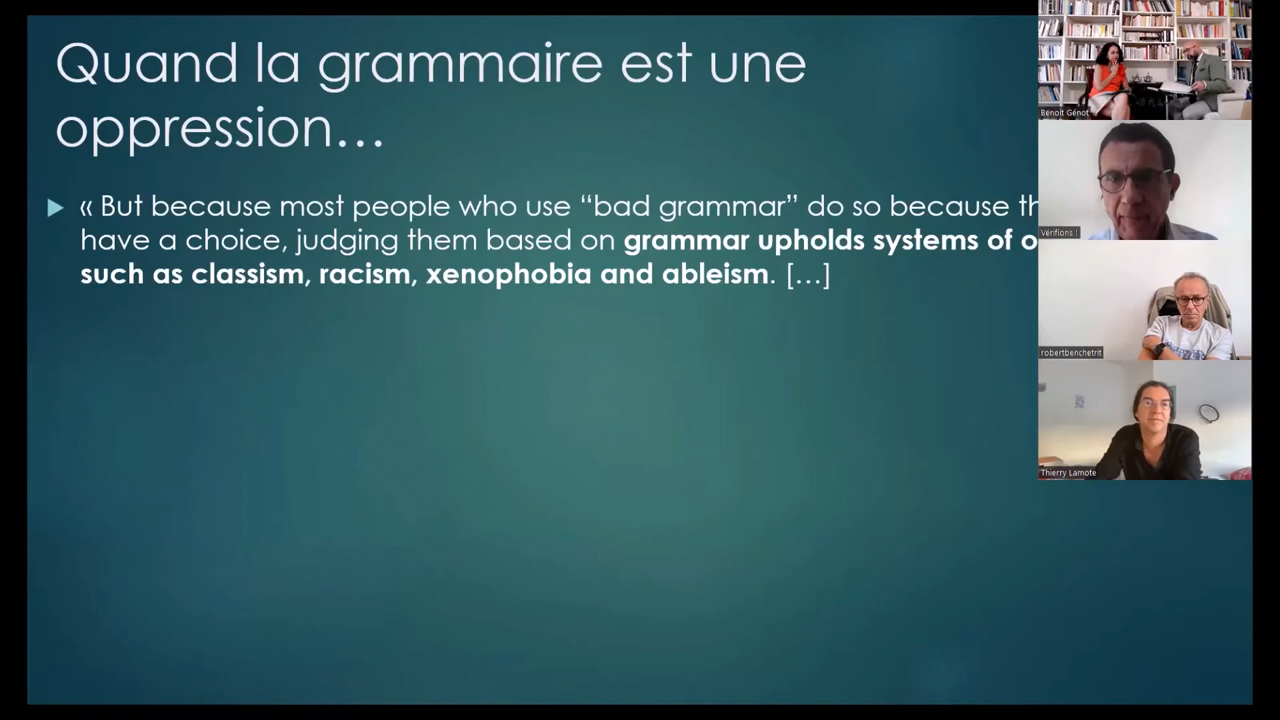 Quand la grammaire est une
oppression…
« But because most people who use “bad grammar” do so because
have a choice, judging them based on grammar upholds systems of
such as classism, racism, xenophobia and ableism. […]
Benoit Génot
Vérifions !
robertbenchetrit
Thierry Lamote